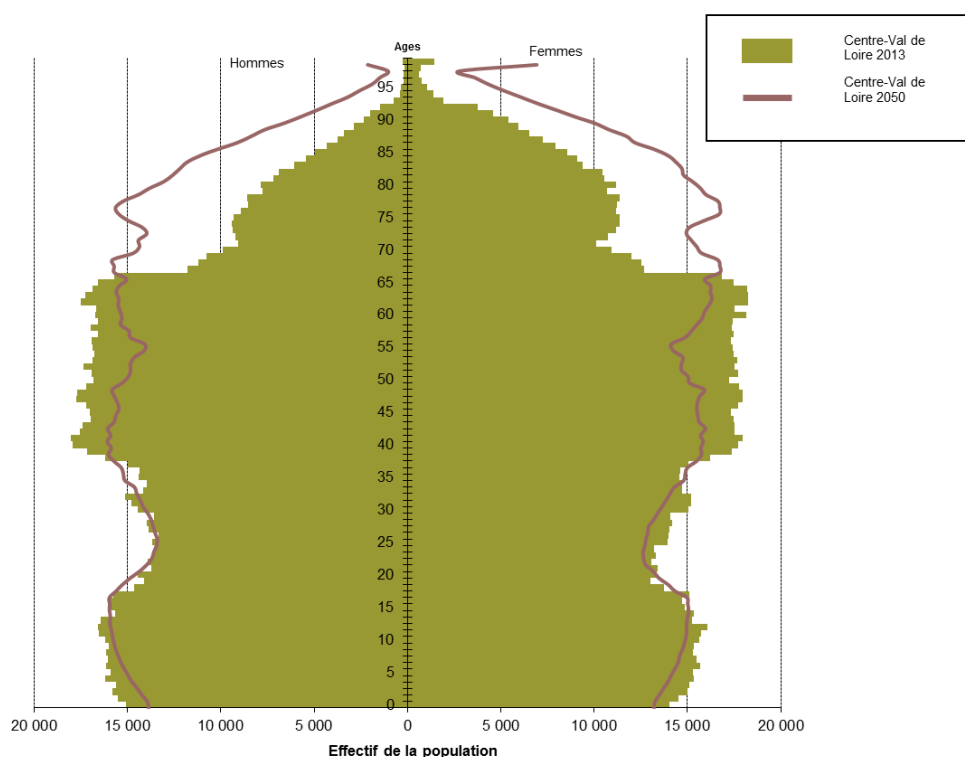 Ages
Hommes
Femmes
Centre-Val de
Loire 2013
Centre-Val de
Loire 2050
95
90
85
80
75
70
65
60
55
50
45
40
35
30
25
20
15
10
5
0
20 000 15 000 10 000 5 000 0 5 000 10 000 15 000 20 000
Effectif de la population